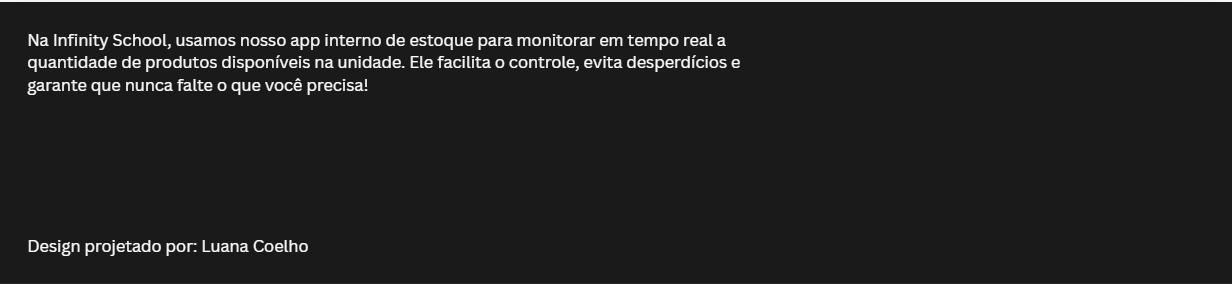 Na Infinity School, usamos nosso app interno de estoque para monitorar em tempo real a
quantidade de produtos disponíveis na unidade. Ele facilita o controle, evita desperdícios e
garante que nunca falte o que você precisa!
Design projetado por: Luana Coelho